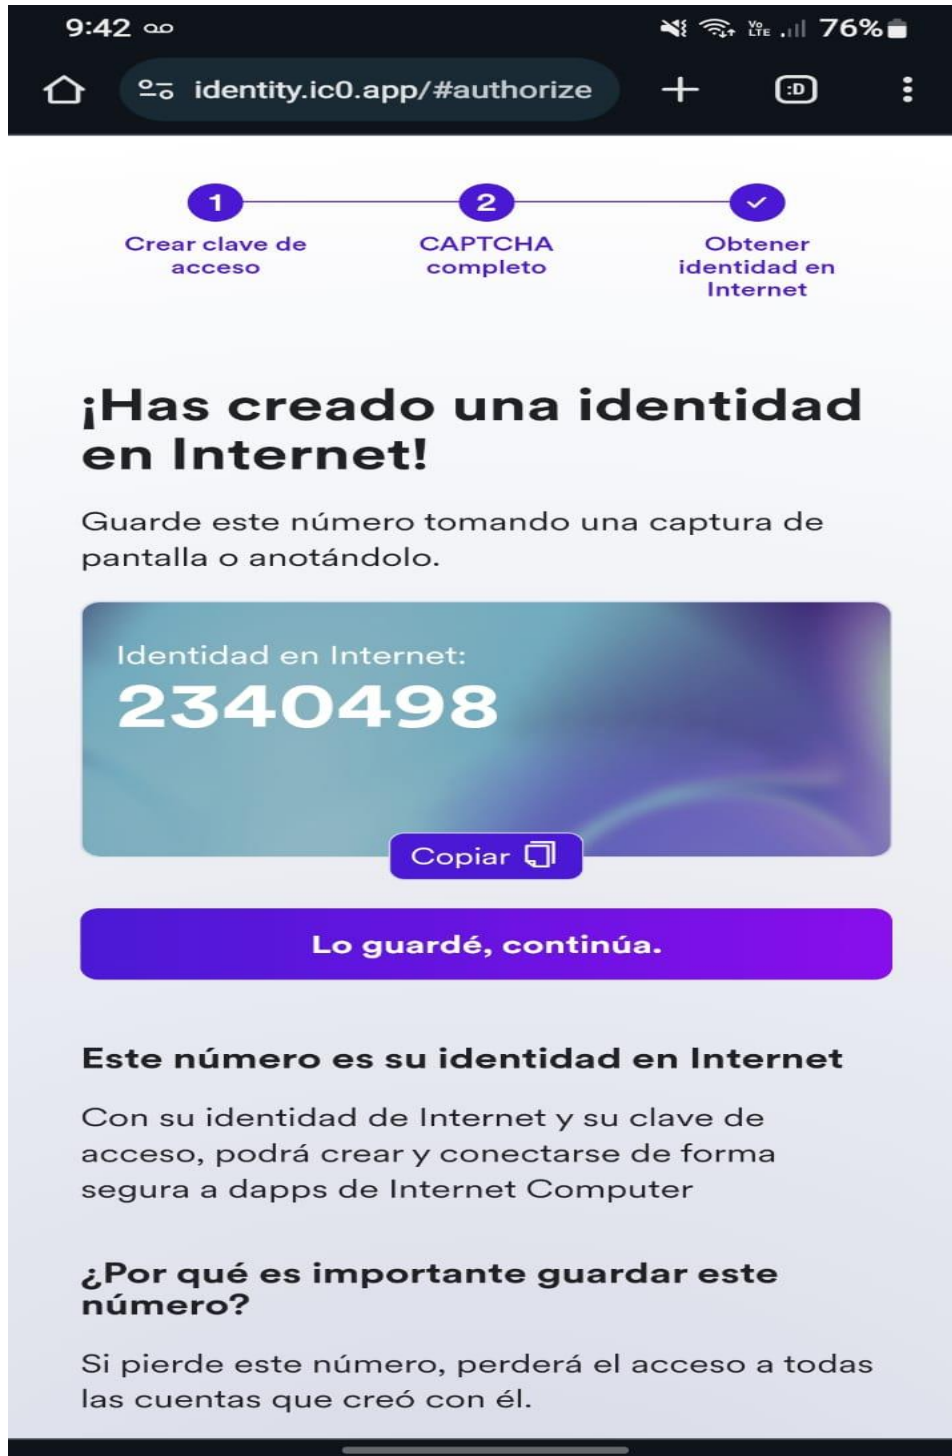 9:42
Vo LTE 76%
identity.ic0.app/#authorize :D
1 2
Crear clave de acceso
CAPTCHA completo
Obtener identidad en Internet
¡Has creado una identidad
en Internet!
Guarde este número tomando una captura de
pantalla o anotándolo.
Identidad en Internet:
2340498
Copiar
Lo guardé, continúa.
Este número es su identidad en Internet
Con su identidad de Internet y su clave de
acceso, podrá crear y conectarse de forma
segura a dapps de Internet Computer
¿Por qué es importante guardar este
número?
Si pierde este número, perderá el acceso a todas
las cuentas que creó con él.